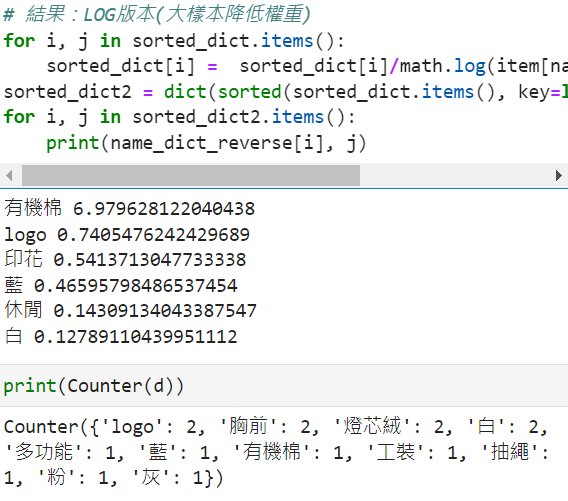 # 結果：LOG版本(大樣本降低權重)
for i, j in sorted_dict.items():
    sorted_dict[i] =  sorted_dict[i]/math.log(item[na
sorted_dict2 = dict(sorted(sorted_dict.items(), key=l
for i, j in sorted_dict2.items():
    print(name_dict_reverse[i], j)
有機棉 6.979628122040438
logo 0.7405476242429689
印花 0.5413713047733338
藍 0.46595798486537454
休閒 0.14309134043387547
白 0.12789110439951112
print(Counter(d))
Counter({'logo': 2, '胸前': 2, '燈芯絨': 2, '白': 2,
'多功能': 1, '藍': 1, '有機棉': 1, '工裝': 1, '抽繩':
1, '粉': 1, '灰': 1})